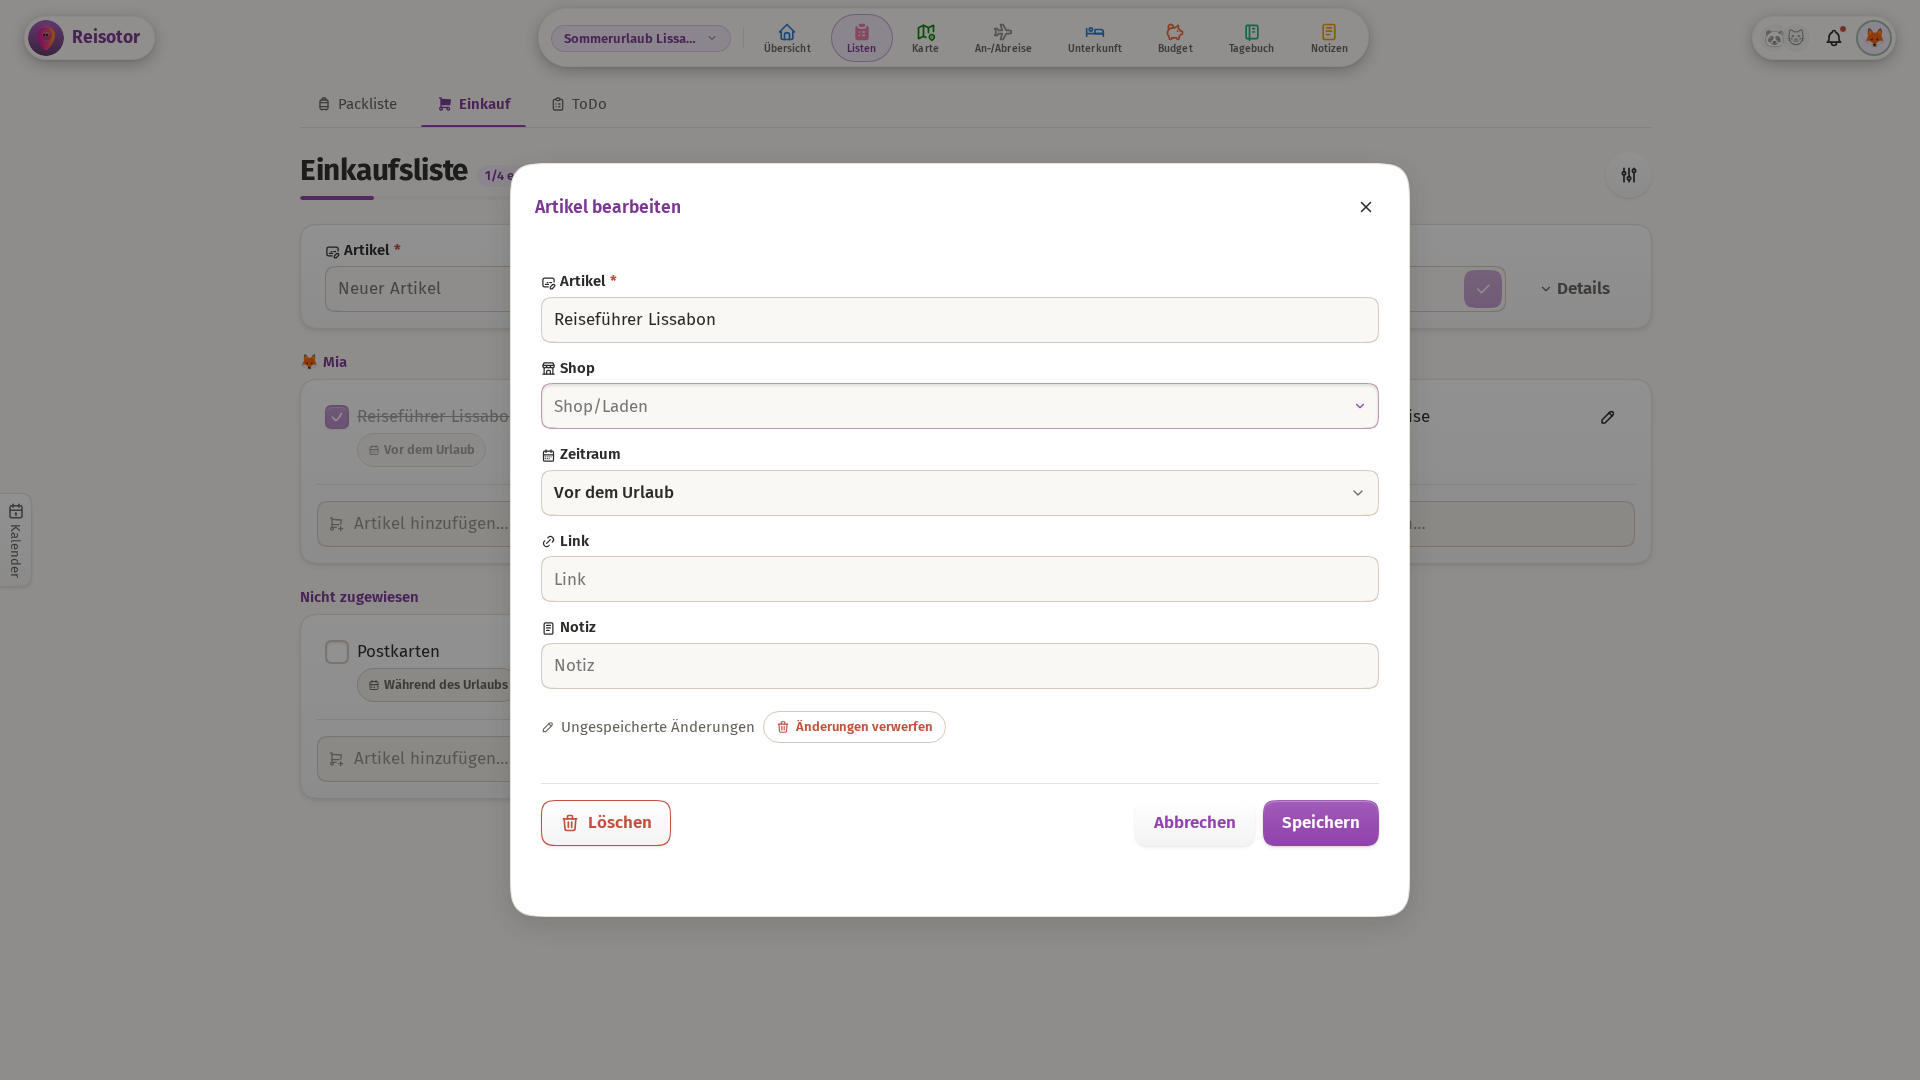 Reisotor
Sommerurlaub Lissa...
Übersicht
Listen
Karte
An-/Abreise
Unterkunft
Budget
Tagebuch
Notizen
Packliste
Einkauf
ToDo
Einkaufsliste
1/4 e
Artikel *
Neuer Artikel
Details
Mia
Reiseführer Lissabo
Vor dem Urlaub
Artikel hinzufügen...
ise
...
Nicht zugewiesen
Postkarten
Während des Urlaubs
Artikel hinzufügen...
Kalender
Artikel bearbeiten
Artikel *
Reiseführer Lissabon
Shop
Shop/Laden
Zeitraum
Vor dem Urlaub
Link
Link
Notiz
Notiz
Ungespeicherte Änderungen
Änderungen verwerfen
Löschen
Abbrechen
Speichern